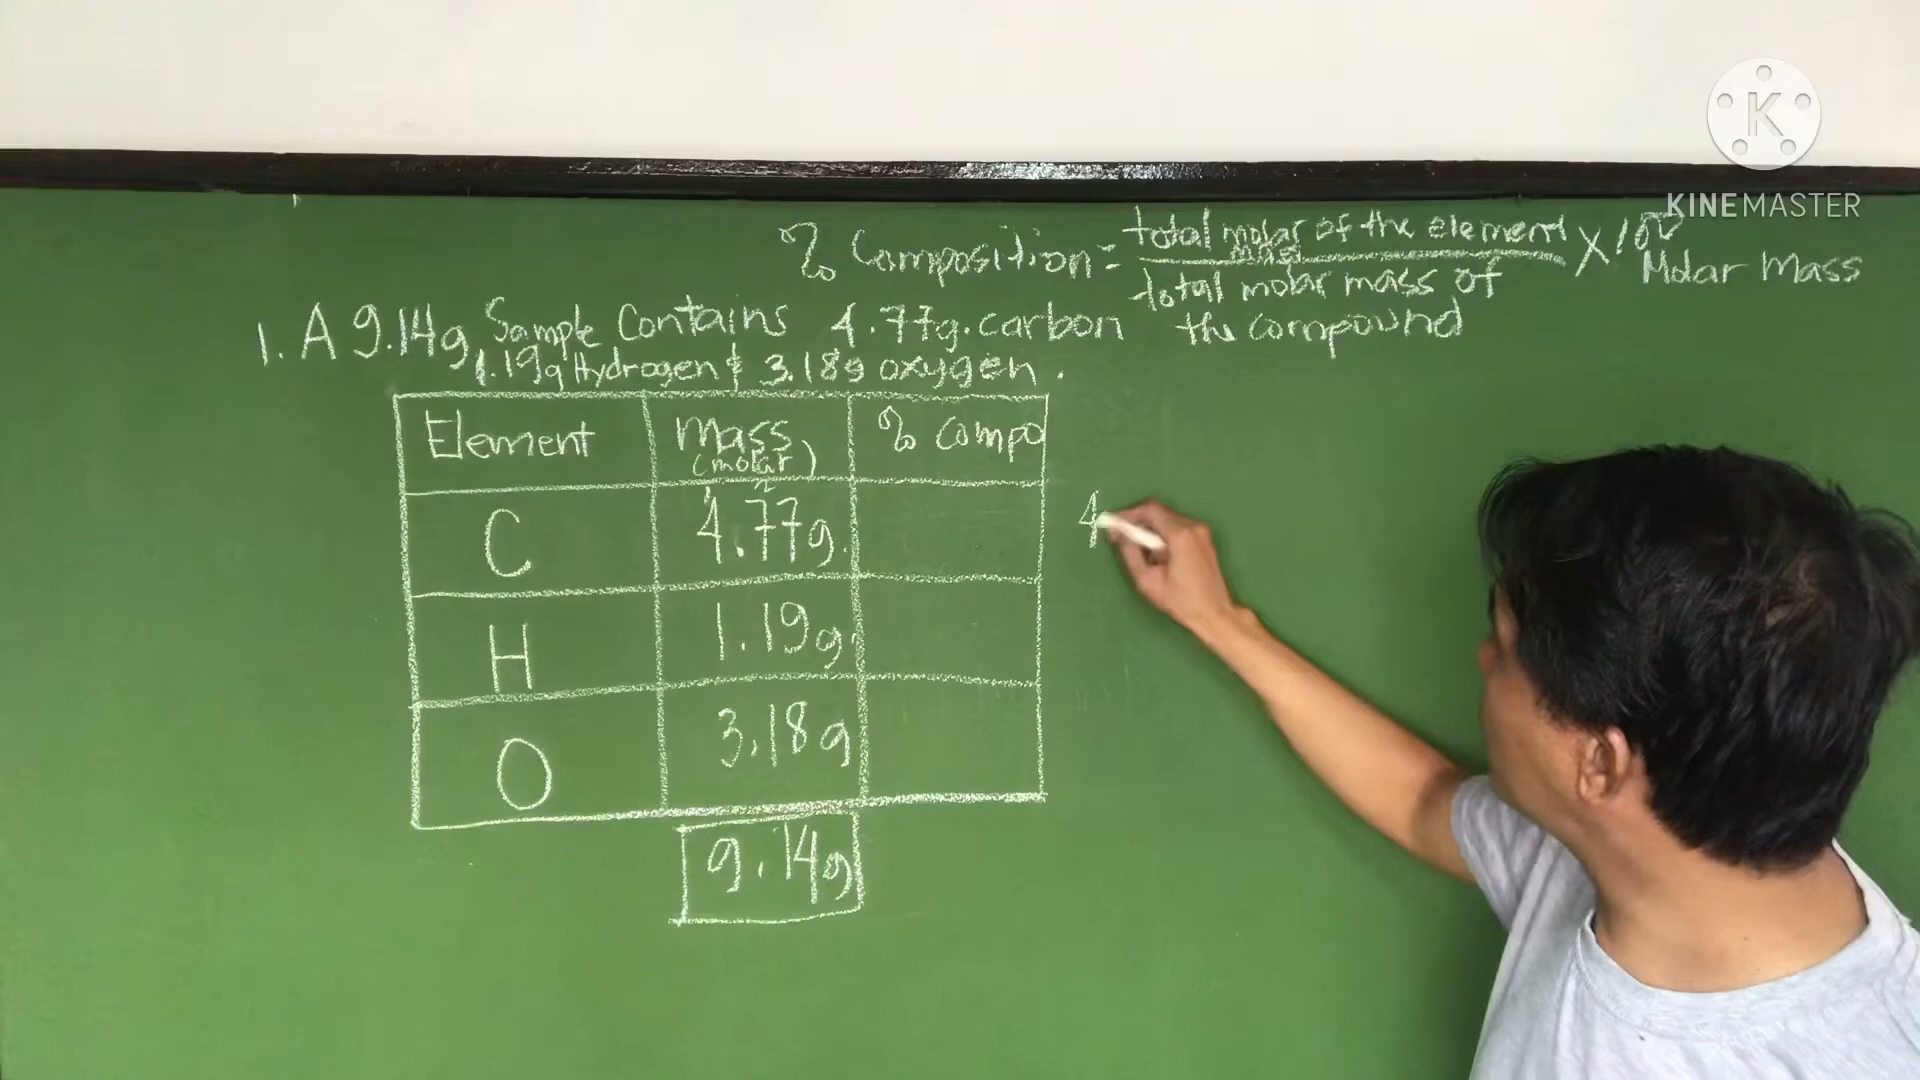 K
KINEMASTER
% Composition = total molar mass of the element X 100
total molar mass of the compound
Molar Mass
1. A 9.14g Sample Contains 4.77g. carbon
1.19g Hydrogen & 3.18g oxygen.
Element Mass (molar) % Compo
C 4.77g.
H 1.19g.
O 3.18g
9.14g
4